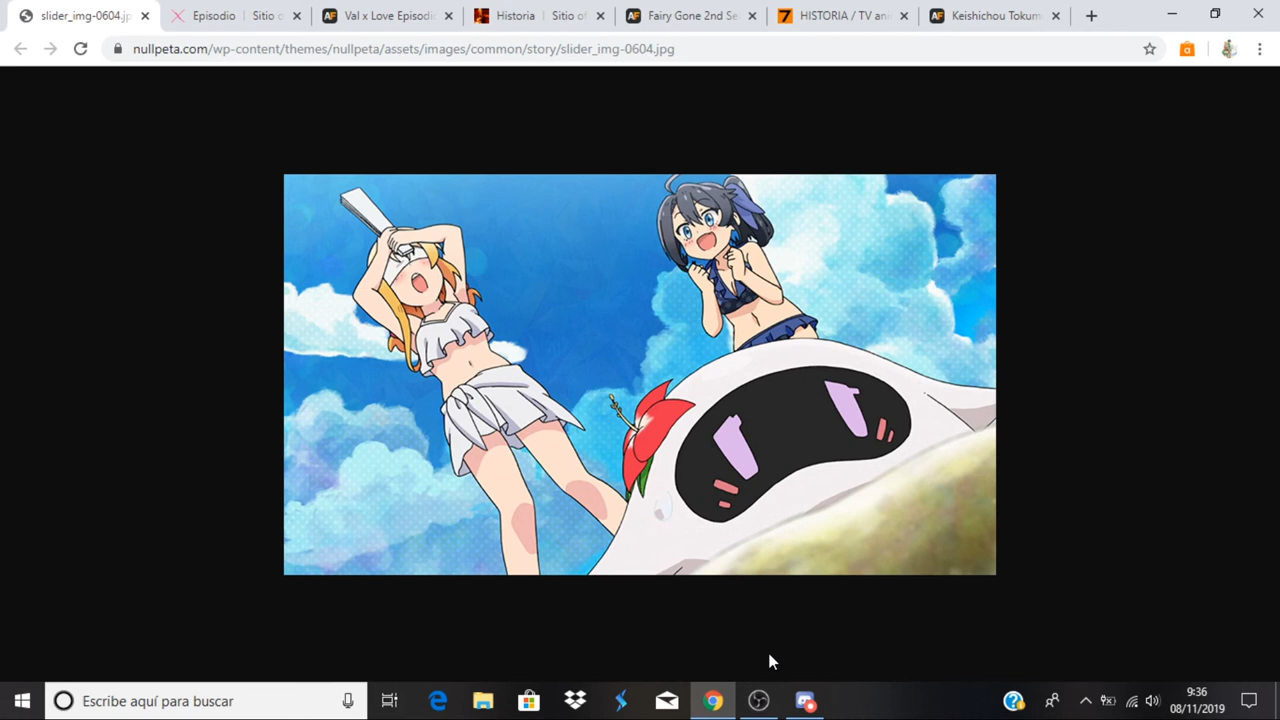 slider_img-0604.jp
Episodio | Sitio o
Val x Love Episodi
Historia | Sitio of
Fairy Gone 2nd Se
7 HISTORIA / TV ani
Keishichou Tokum
nullpeta.com/wp-content/themes/nullpeta/assets/images/common/story/slider_img-0604.jpg
Escribe aquí para buscar
9:36
08/11/2019